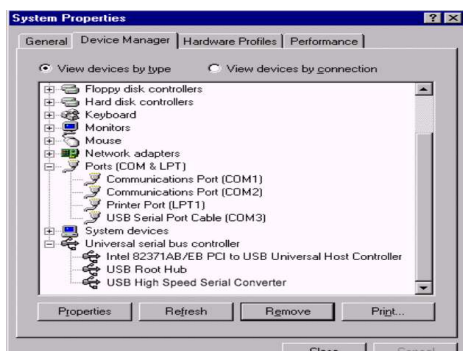 System Properties
General Device Manager Hardware Profiles Performance
View devices by type View devices by connection
Floppy disk controllers
Hard disk controllers
Keyboard
Monitors
Mouse
Network adapters
Ports (COM & LPT)
Communications Port (COM1)
Communications Port (COM2)
Printer Port (LPT1)
USB Serial Port Cable (COM3)
System devices
Universal serial bus controller
Intel 82371AB/EB PCI to USB Universal Host Controller
USB Root Hub
USB High Speed Serial Converter
Properties Refresh Remove Print...
Close Cancel